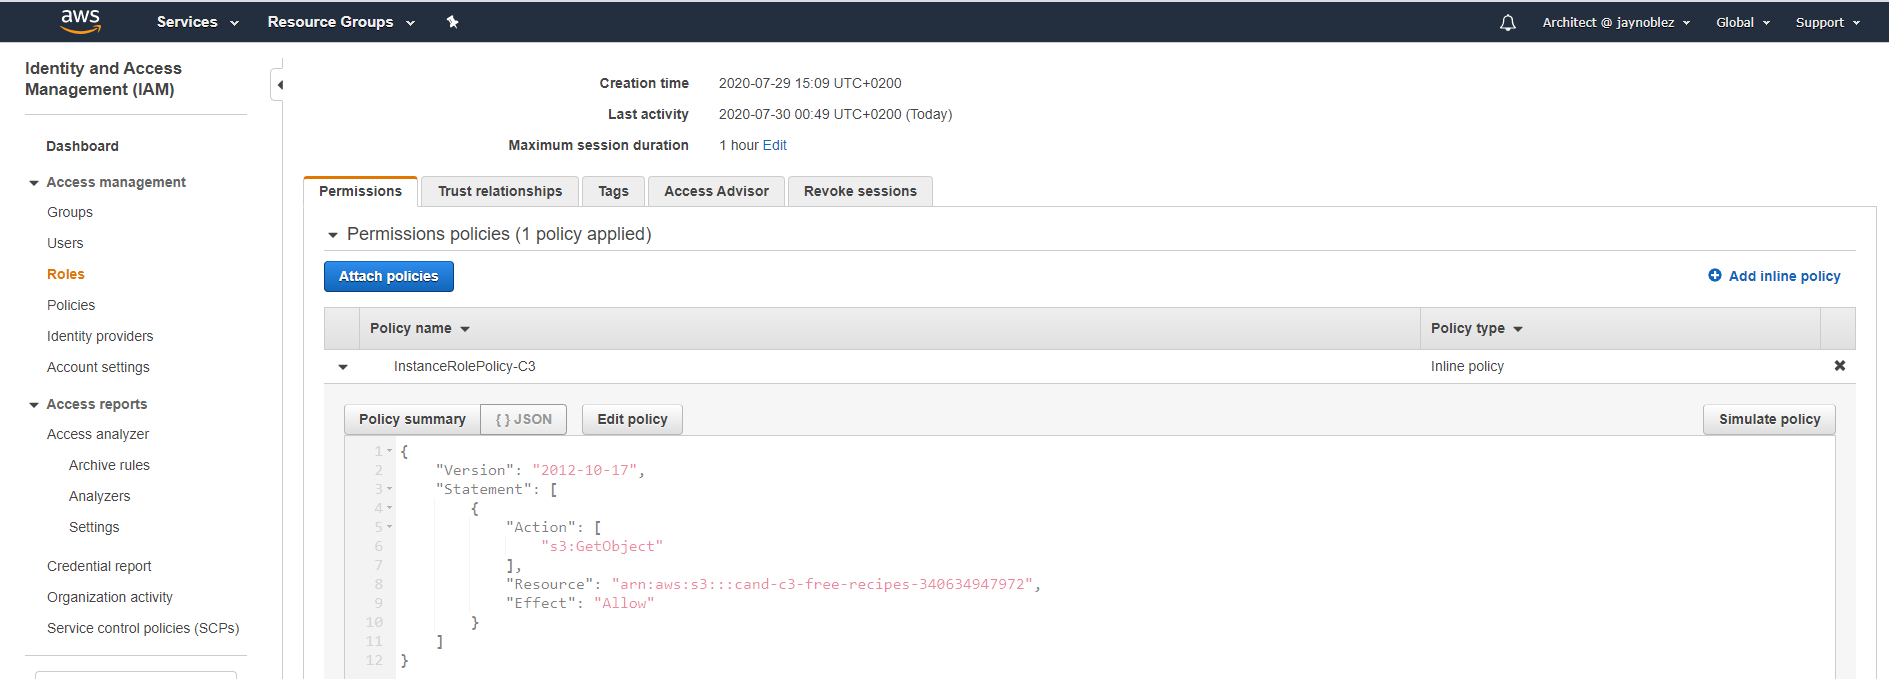 aws Services Resource Groups Architect @ jaynoblez Global Support
Identity and Access
Management (IAM)
Dashboard
Access management
Groups
Users
Roles
Policies
Identity providers
Account settings
Access reports
Access analyzer
Archive rules
Analyzers
Settings
Credential report
Organization activity
Service control policies (SCPs)
Creation time 2020-07-29 15:09 UTC+0200
Last activity 2020-07-30 00:49 UTC+0200 (Today)
Maximum session duration 1 hour Edit
Permissions Trust relationships Tags Access Advisor Revoke sessions
Permissions policies (1 policy applied)
Attach policies Add inline policy
Policy name Policy type
InstanceRolePolicy-C3 Inline policy
Policy summary { } JSON Edit policy Simulate policy
1 {
2 "Version": "2012-10-17",
3 "Statement": [
4 {
5 "Action": [
6 "s3:GetObject"
7 ],
8 "Resource": "arn:aws:s3:::cand-c3-free-recipes-340634947972",
9 "Effect": "Allow"
10 }
11 ]
12 }